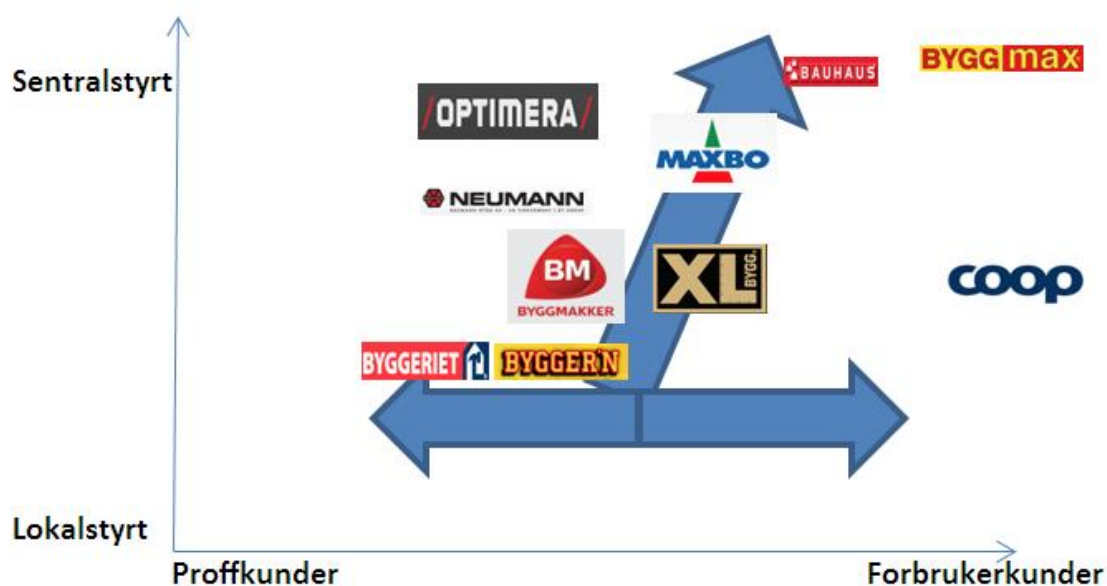 Sentralstyrt
BAUHAUS
BYGGmax
/OPTIMERA/
MAXBO
NEUMANN
XL BYGG.
BM
BYGGMAKKER
coop
BYGGERIET
BYGGER'N
Lokalstyrt
Proffkunder
Forbrukerkunder